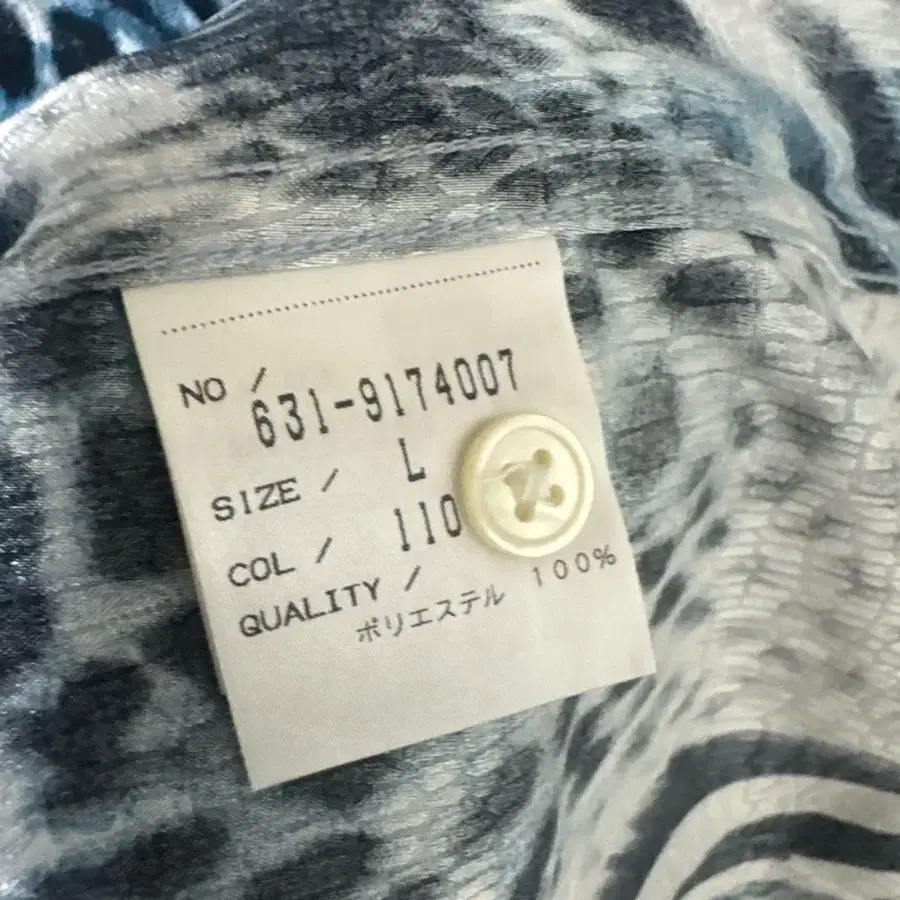 NO /
631-9174007
SIZE / L
COL / 110
QUALITY /
ポリエステル 100%